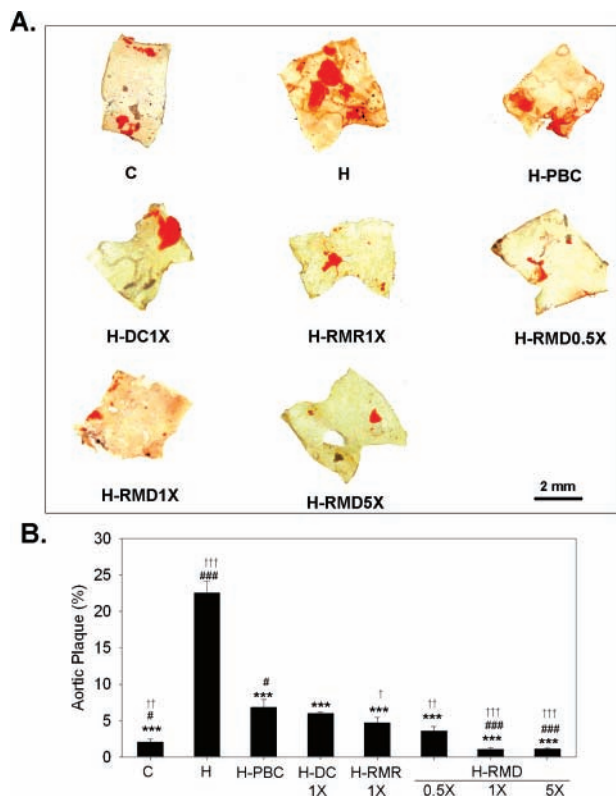 A.
C
H
H-PBC
H-DC1X
H-RMR1X
H-RMD0.5X
H-RMD1X
H-RMD5X
2 mm
B.
Aortic Plaque (%)
30
25
20
15
10
5
0
††
#
***
†††
###
#
***
***
†
***
††
***
†††
###
***
†††
###
***
C
H
H-PBC
H-DC
1X
H-RMR
1X
H-RMD
0.5X
1X
5X